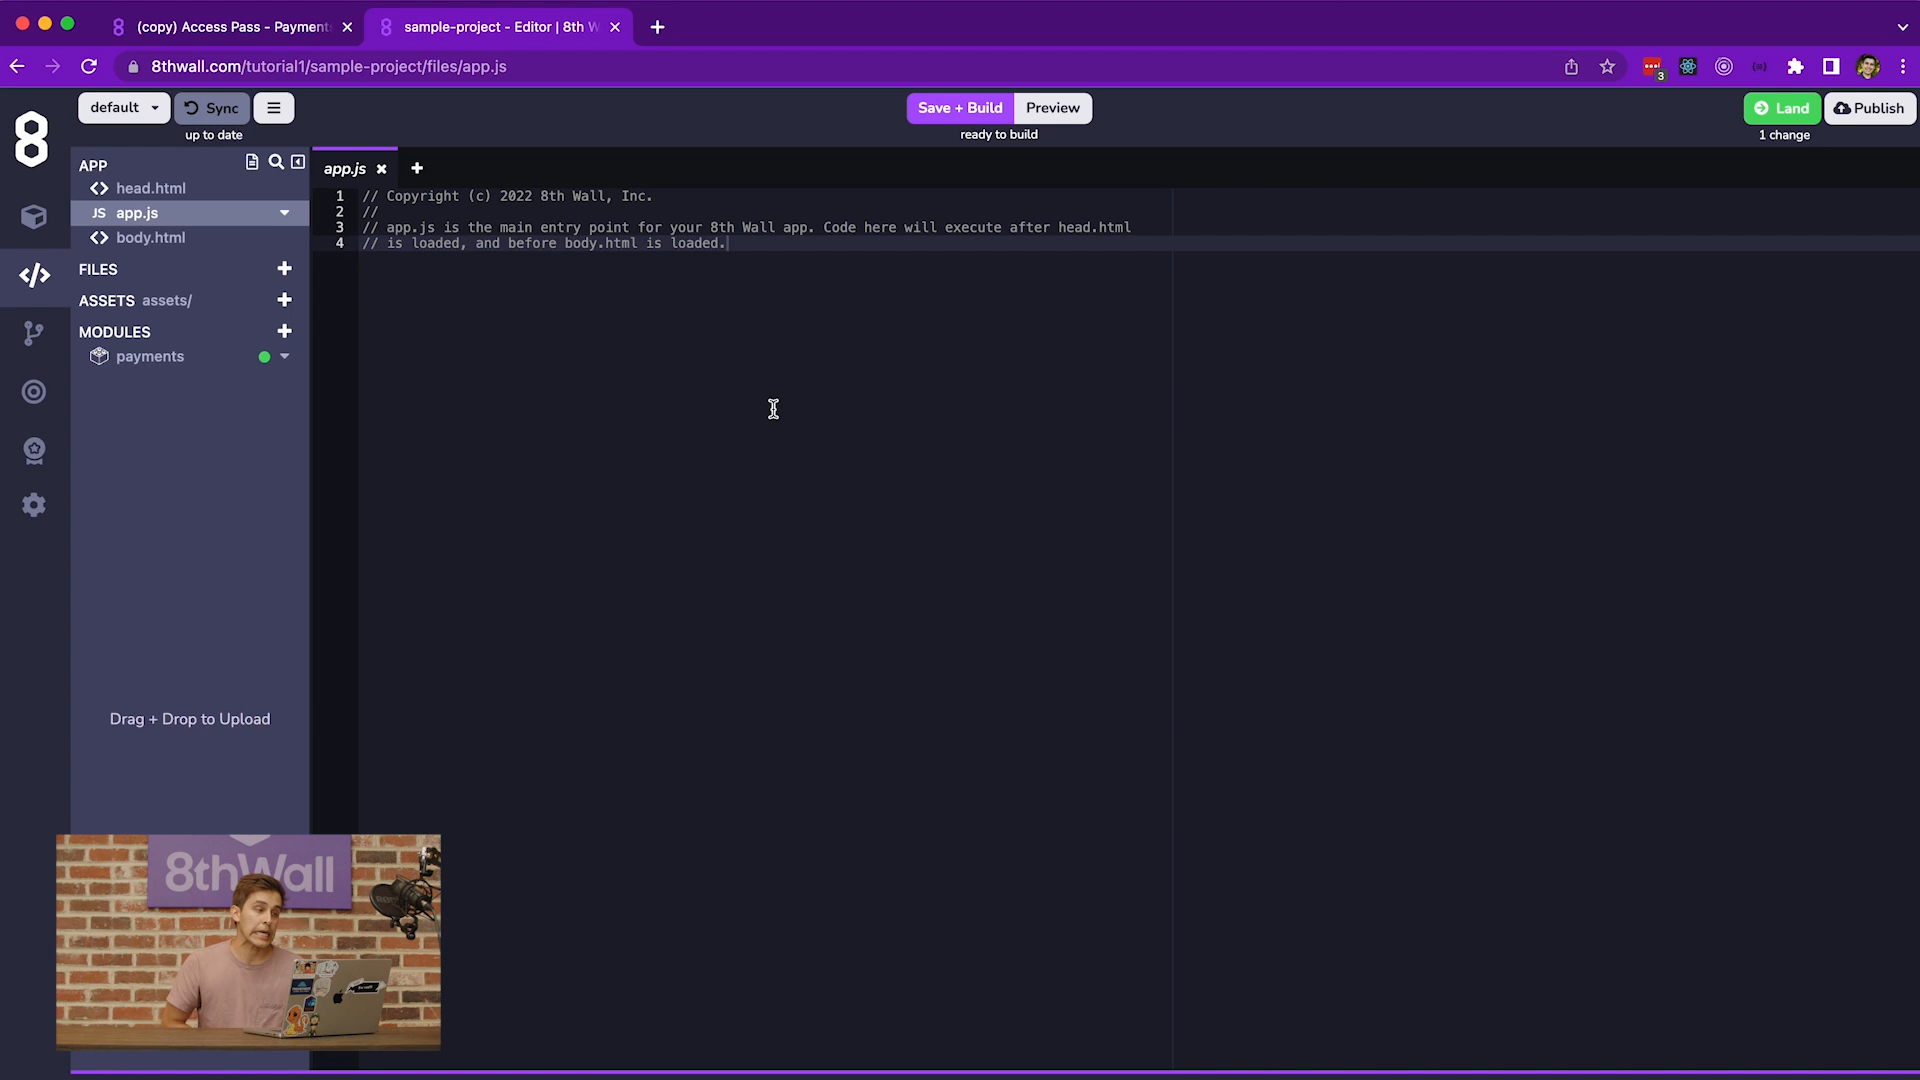 (copy) Access Pass - Payment
sample-project - Editor | 8th W
8thwall.com/tutorial1/sample-project/files/app.js
3
default
Sync
up to date
Save + Build
Preview
ready to build
Land
1 change
Publish
APP
head.html
JS app.js
body.html
FILES
ASSETS assets/
MODULES
payments
Drag + Drop to Upload
app.js
1 // Copyright (c) 2022 8th Wall, Inc.
2 //
3 // app.js is the main entry point for your 8th Wall app. Code here will execute after head.html
4 // is loaded, and before body.html is loaded.
8thWall